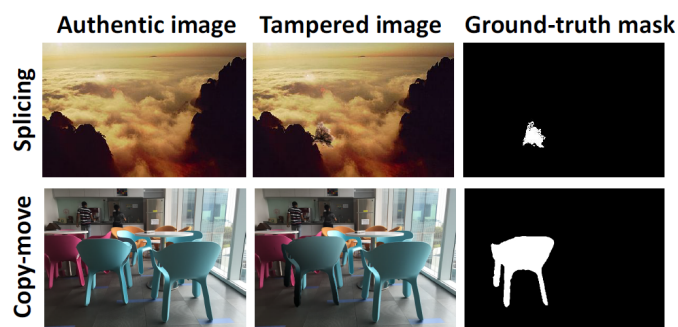 Authentic image Tampered image Ground-truth mask
Splicing
Copy-move